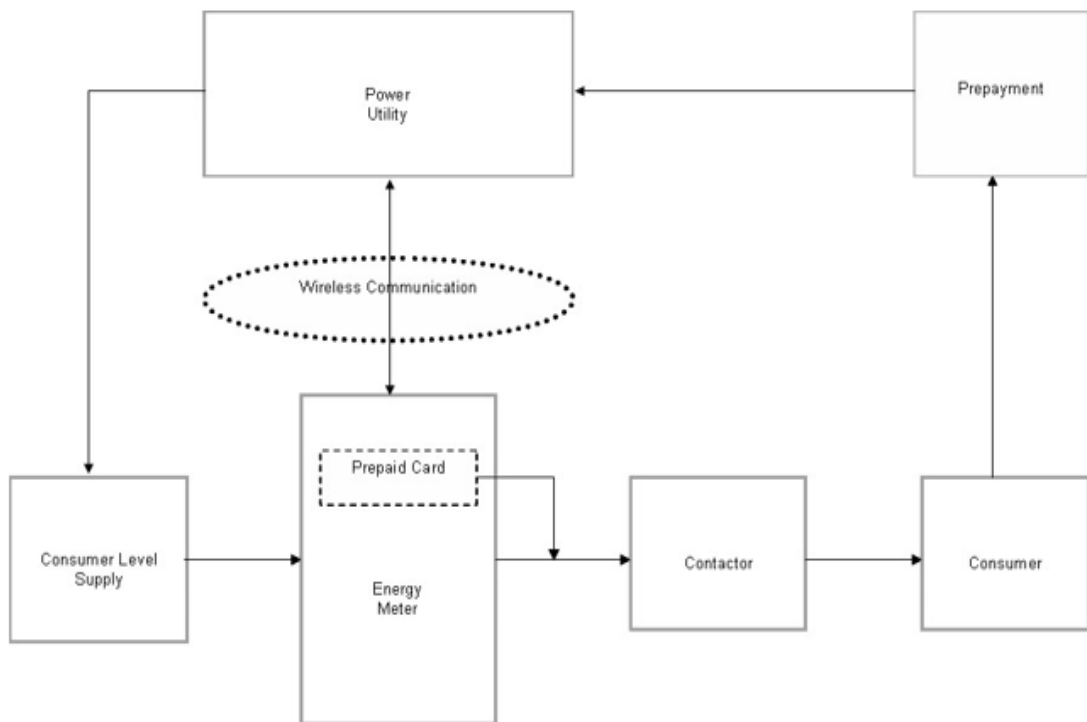 Power
Utility
Prepayment
Wireless Communication
Prepaid Card
Consumer Level
Supply
Energy
Meter
Contactor
Consumer